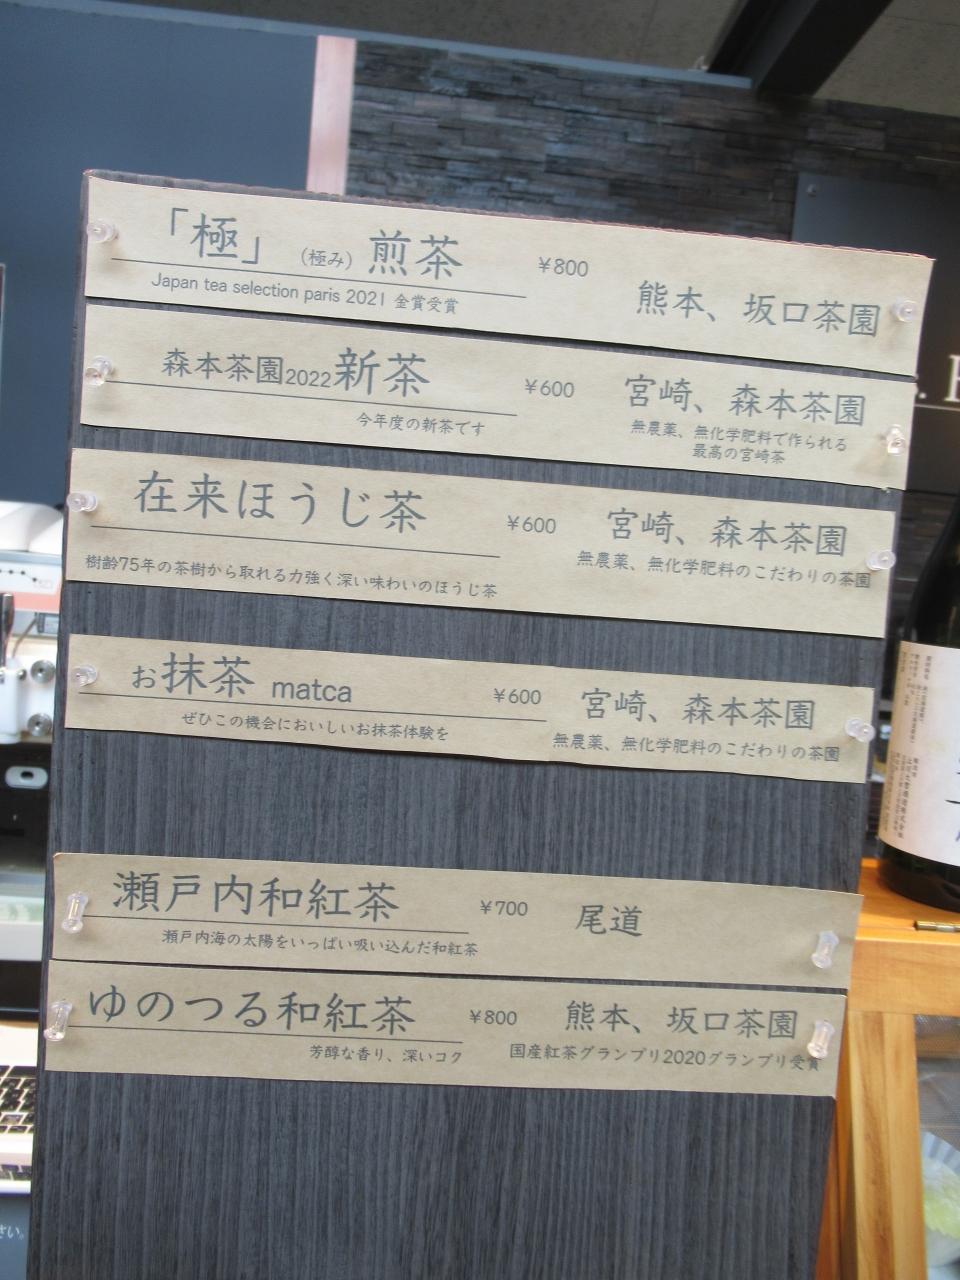 「極」（極み）煎茶 ¥800 熊本、坂口茶園
Japan tea selection paris 2021 金賞受賞
森本茶園2022新茶 ¥600 宮崎、森本茶園
今年度の新茶です
無農薬、無化学肥料で作られる
最高の宮崎茶
在来ほうじ茶 ¥600 宮崎、森本茶園
樹齢75年の茶樹から取れる力強く深い味わいのほうじ茶
無農薬、無化学肥料のこだわりの茶園
お抹茶 matca ¥600 宮崎、森本茶園
ぜひこの機会においしいお抹茶体験を
無農薬、無化学肥料のこだわりの茶園
瀬戸内和紅茶 ¥700 尾道
瀬戸内海の太陽をいっぱい吸い込んだ和紅茶
ゆのつる和紅茶 ¥800 熊本、坂口茶園
芳醇な香り、深いコク
国産紅茶グランプリ2020グランプリ受賞
さい。